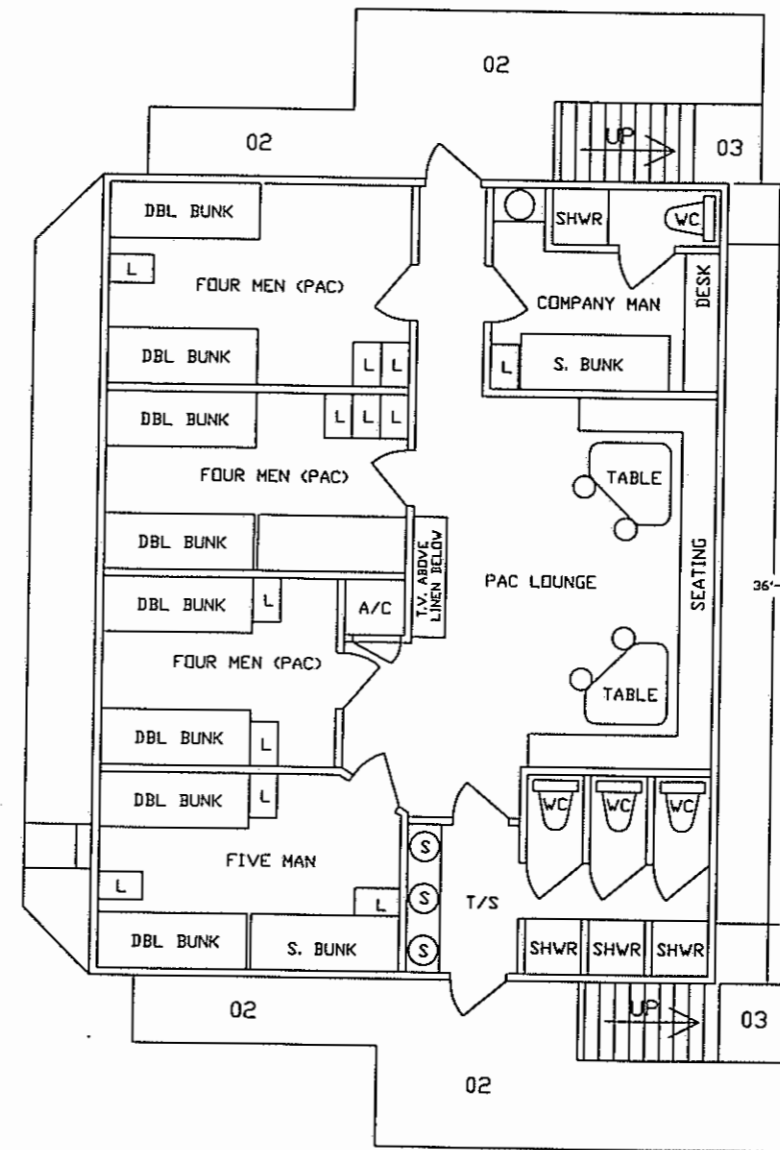 02
02
UP
03
DBL BUNK
SHWR
WC
L
FOUR MEN (PAC)
COMPANY MAN
DESK
DBL BUNK
L
L
L
S. BUNK
DBL BUNK
L
L
L
TABLE
FOUR MEN (PAC)
DBL BUNK
T.V. ABOVE
LINEN BELOW
PAC LOUNGE
SEATING
36'-
DBL BUNK
L
A/C
FOUR MEN (PAC)
TABLE
DBL BUNK
L
DBL BUNK
L
WC
WC
WC
S
FIVE MAN
L
L
S
T/S
DBL BUNK
S. BUNK
S
SHWR
SHWR
SHWR
02
UP
03
02